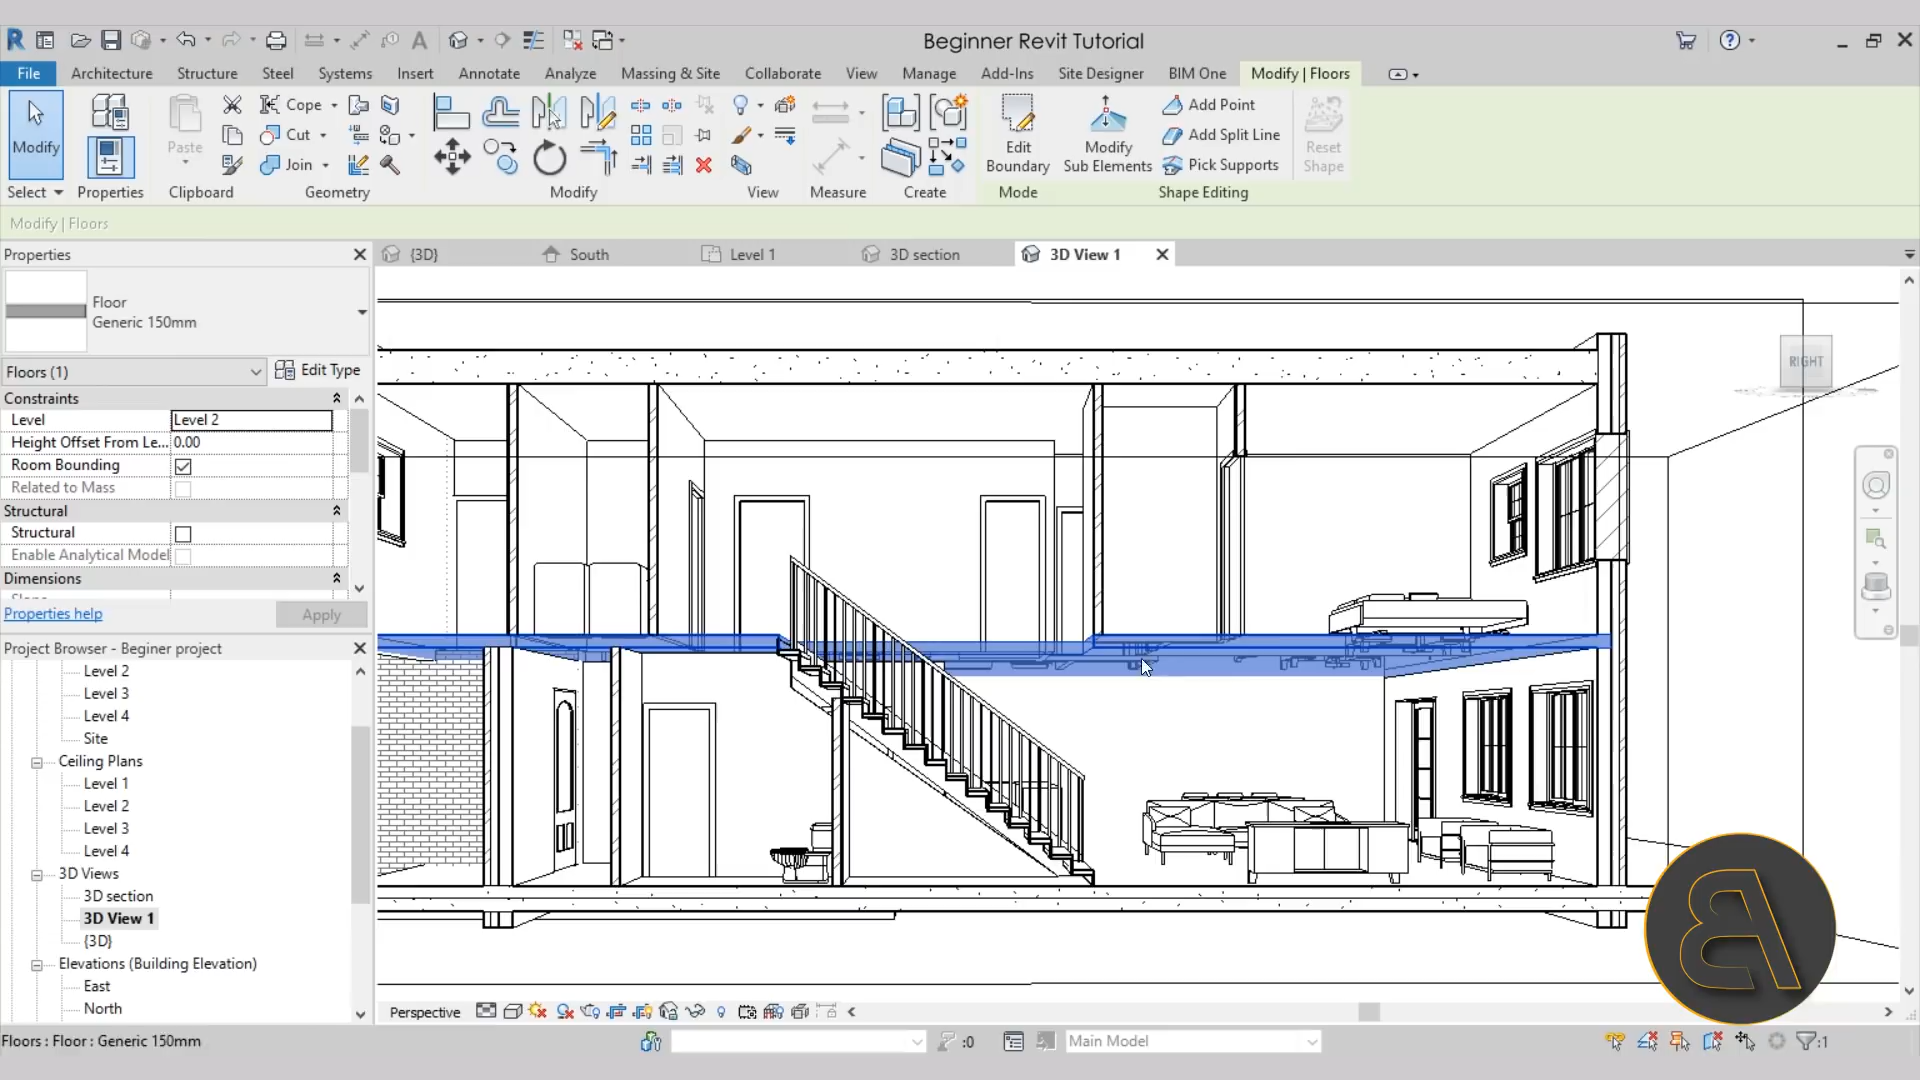 Beginner Revit Tutorial
File Architecture Structure Steel Systems Insert Annotate Analyze Massing & Site Collaborate View Manage Add-Ins Site Designer BIM One Modify | Floors
Modify
Select
Properties
Paste
Clipboard
Cope
Cut
Join
Geometry
Modify
View
Measure
Create
Edit
Boundary
Mode
Modify
Sub Elements
Add Point
Add Split Line
Pick Supports
Reset
Shape
Shape Editing
Modify | Floors
Properties
{3D}
South
Level 1
3D section
3D View 1
Floor
Generic 150mm
Floors (1)
Edit Type
Constraints
Level Level 2
Height Offset From Le... 0.00
Room Bounding
Related to Mass
Structural
Structural
Enable Analytical Model
Dimensions
Properties help
Apply
RIGHT
Project Browser - Beginer project
Level 2
Level 3
Level 4
Site
Ceiling Plans
Level 1
Level 2
Level 3
Level 4
3D Views
3D section
3D View 1
{3D}
Elevations (Building Elevation)
East
North
Perspective
Floors : Floor : Generic 150mm
:0
Main Model
:1